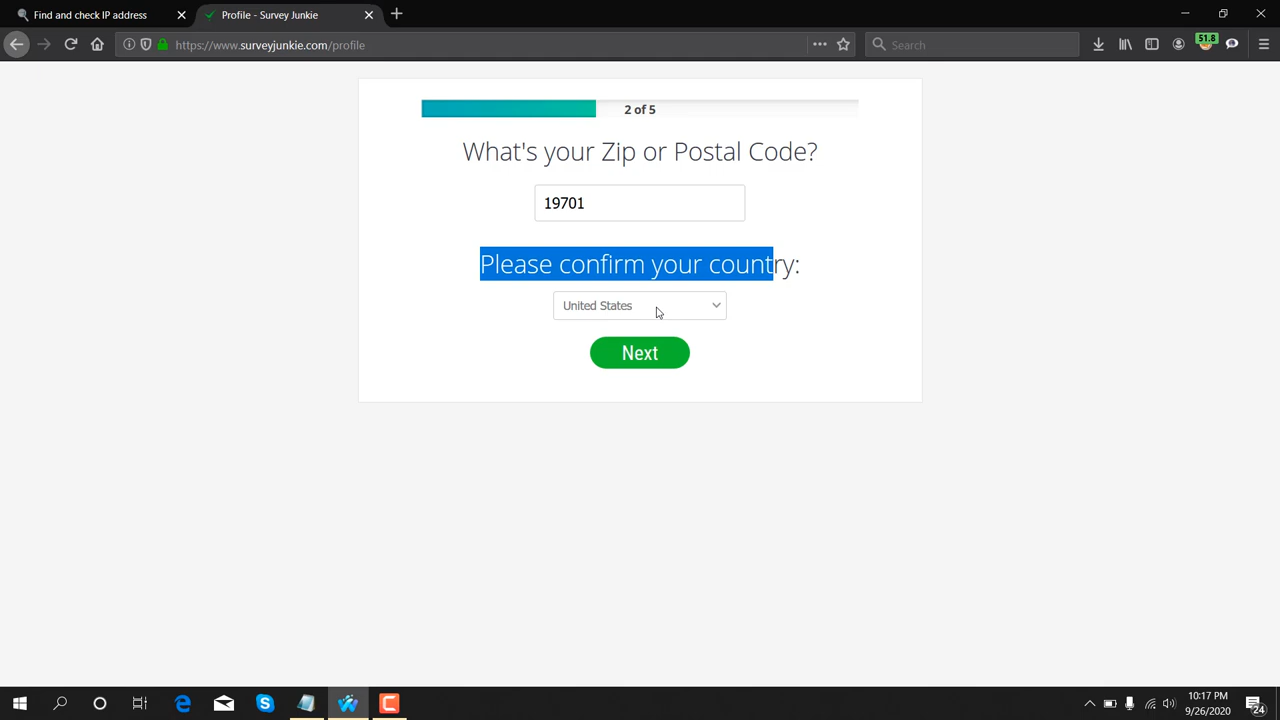 Find and check IP address
Profile - Survey Junkie
https://www.surveyjunkie.com/profile
Search
51.8
2 of 5
What's your Zip or Postal Code?
19701
Please confirm your country:
United States
Next
10:17 PM
9/26/2020
24